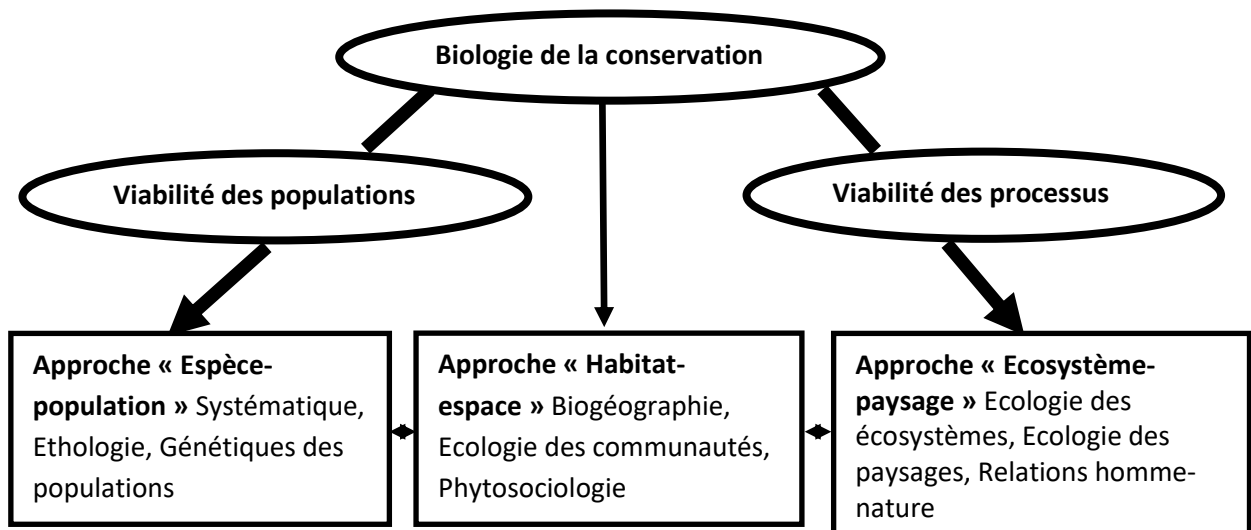 Biologie de la conservation
Viabilité des populations
Viabilité des processus
Approche « Espèce-
population » Systématique,
Ethologie, Génétiques des
populations
Approche « Habitat-
espace » Biogéographie,
Ecologie des communautés,
Phytosociologie
Approche « Ecosystème-
paysage » Ecologie des
écosystèmes, Ecologie des
paysages, Relations homme-
nature